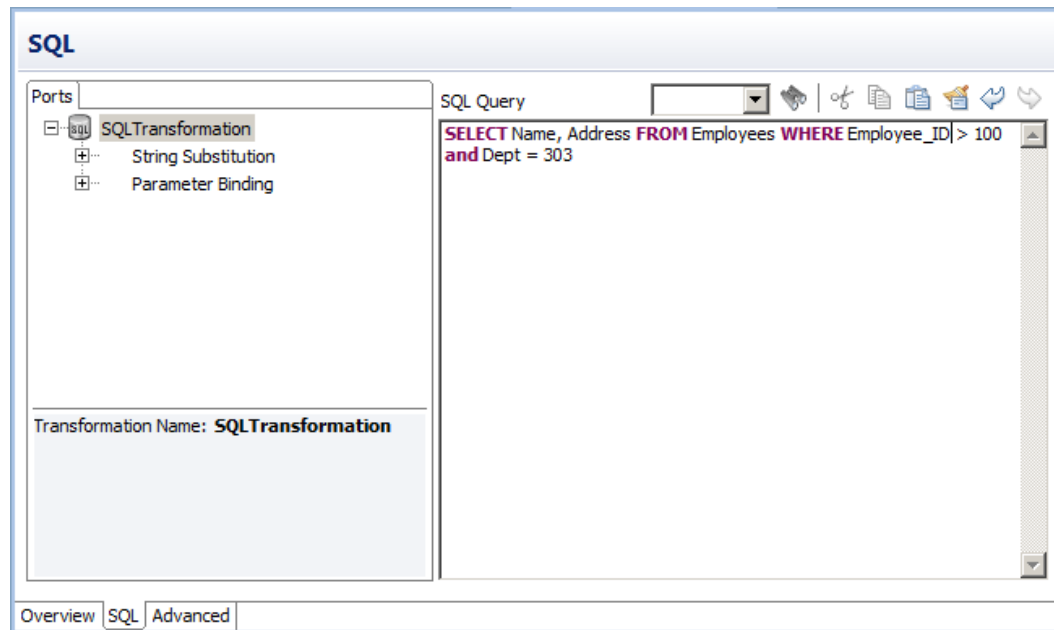 SQL
Ports
SQL Query
SQL
SQLTransformation
String Substitution
Parameter Binding
SELECT Name, Address FROM Employees WHERE Employee_ID > 100
and Dept = 303
Transformation Name: SQLTransformation
Overview SQL Advanced